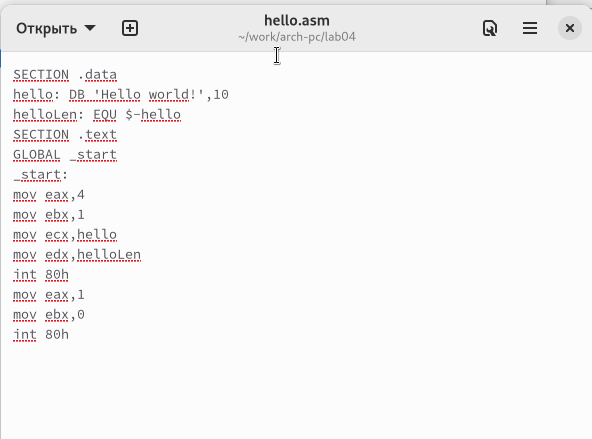 Открыть
hello.asm
~/work/arch-pc/lab04
SECTION .data
hello: DB 'Hello world!',10
helloLen: EQU $-hello
SECTION .text
GLOBAL _start
_start:
mov eax,4
mov ebx,1
mov ecx,hello
mov edx,helloLen
int 80h
mov eax,1
mov ebx,0
int 80h